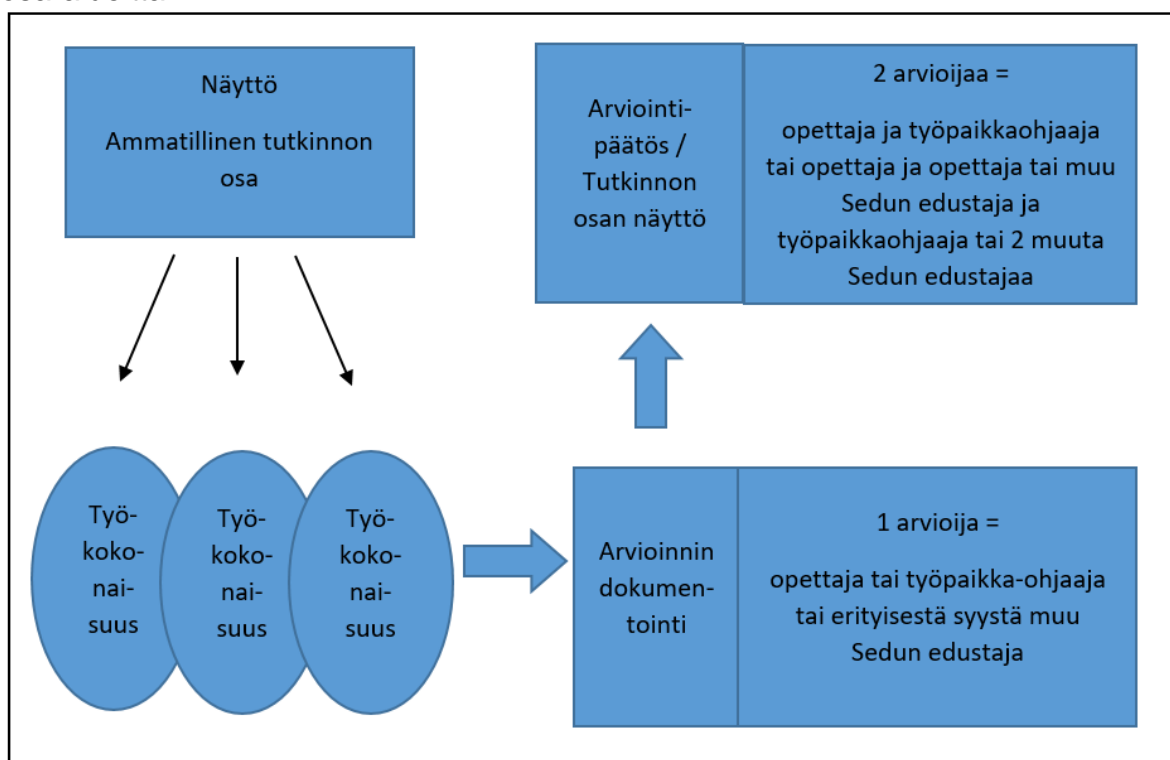 Näyttö
Ammatillinen tutkinnon
osa
Arviointi-
päätös /
Tutkinnon
osan näyttö
2 arvioijaa =
opettaja ja työpaikkaohjaaja
tai opettaja ja opettaja tai muu
Sedun edustaja ja
työpaikkaohjaaja tai 2 muuta
Sedun edustajaa
Työ-
koko-
nai-
suus
Työ-
koko-
nai-
suus
Työ-
koko-
nai-
suus
Arvioinnin
dokumen-
tointi
1 arvioija =
opettaja tai työpaikka-ohjaaja
tai erityisestä syystä muu
Sedun edustaja